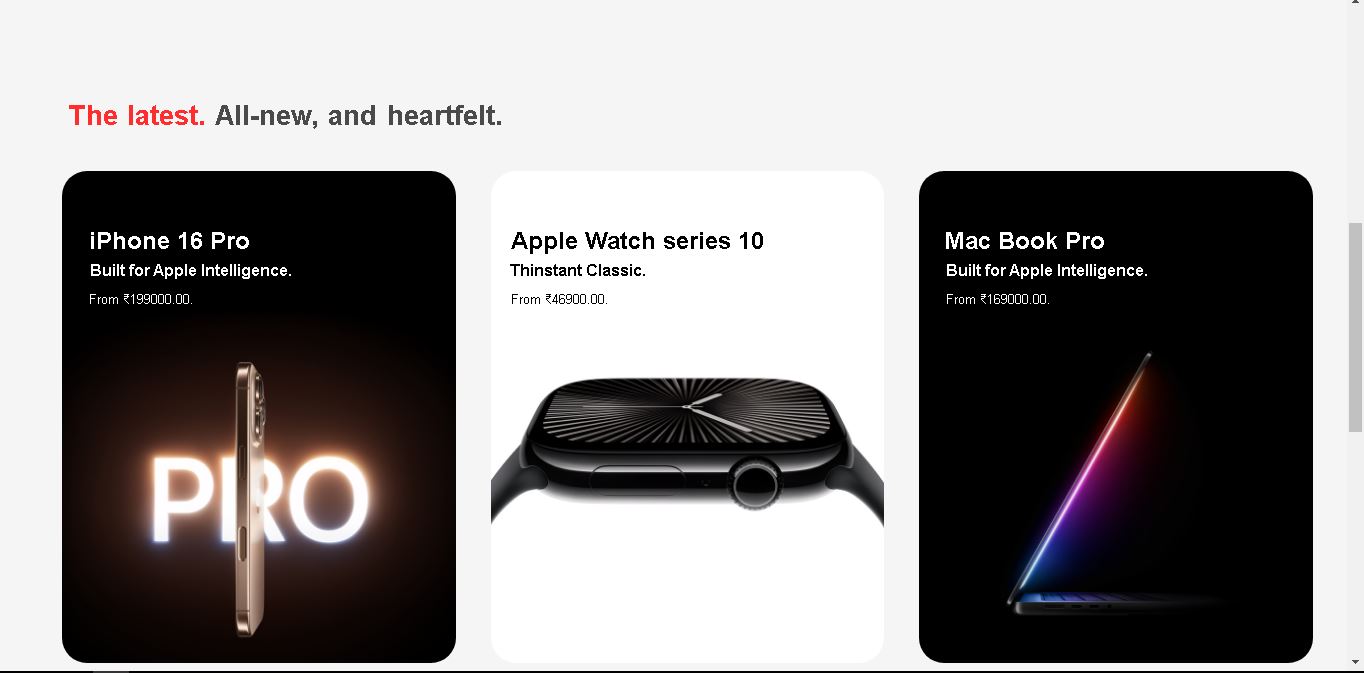 The latest. All-new, and heartfelt.
iPhone 16 Pro
Built for Apple Intelligence.
From ₹199000.00.
PRO
Apple Watch series 10
Thinstant Classic.
From ₹46900.00.
Mac Book Pro
Built for Apple Intelligence.
From ₹169000.00.